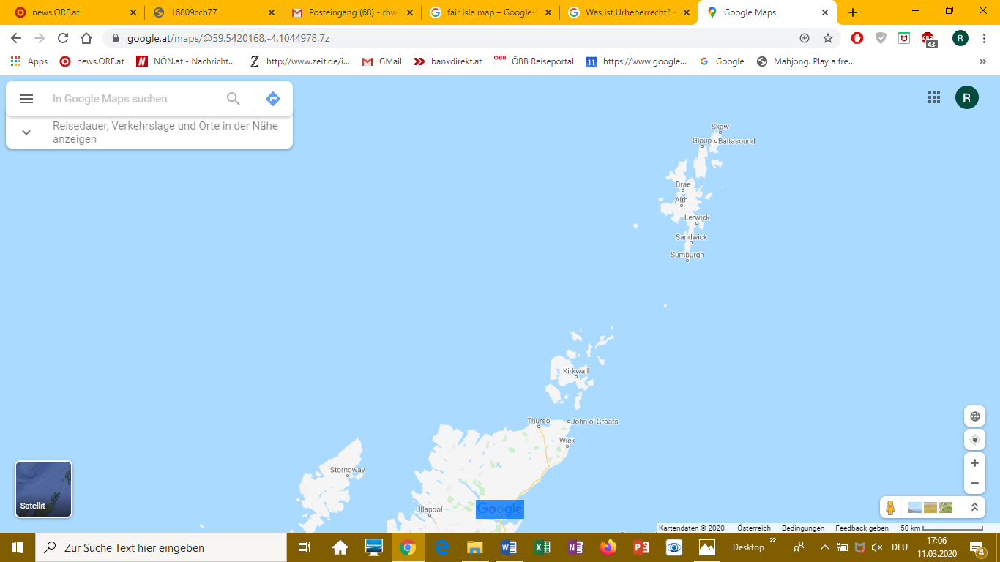 news.ORF.at
16809ccb77
Posteingang (68) - rbw7
fair isle map – Google-S
Was ist Urheberrecht? -
Google Maps
google.at/maps/@59.5420168,-4.1044978,7z
R
Apps
news.ORF.at
NÖN.at - Nachricht...
http://www.zeit.de/i...
GMail
bankdirekt.at
ÖBB Reiseportal
https://www.google...
Google
Mahjong. Play a fre...
43
In Google Maps suchen
R
Reisedauer, Verkehrslage und Orte in der Nähe
anzeigen
Skaw
Gloup
Baltasound
Brae
Aith
Lerwick
Sandwick
Sumburgh
Kirkwall
Thurso
John o' Groats
Wick
Stornoway
Ullapool
Satellit
Google
Kartendaten © 2020
Österreich
Bedingungen
Feedback geben
50 km
Zur Suche Text hier eingeben
Desktop
DEU
17:06
11.03.2020
4